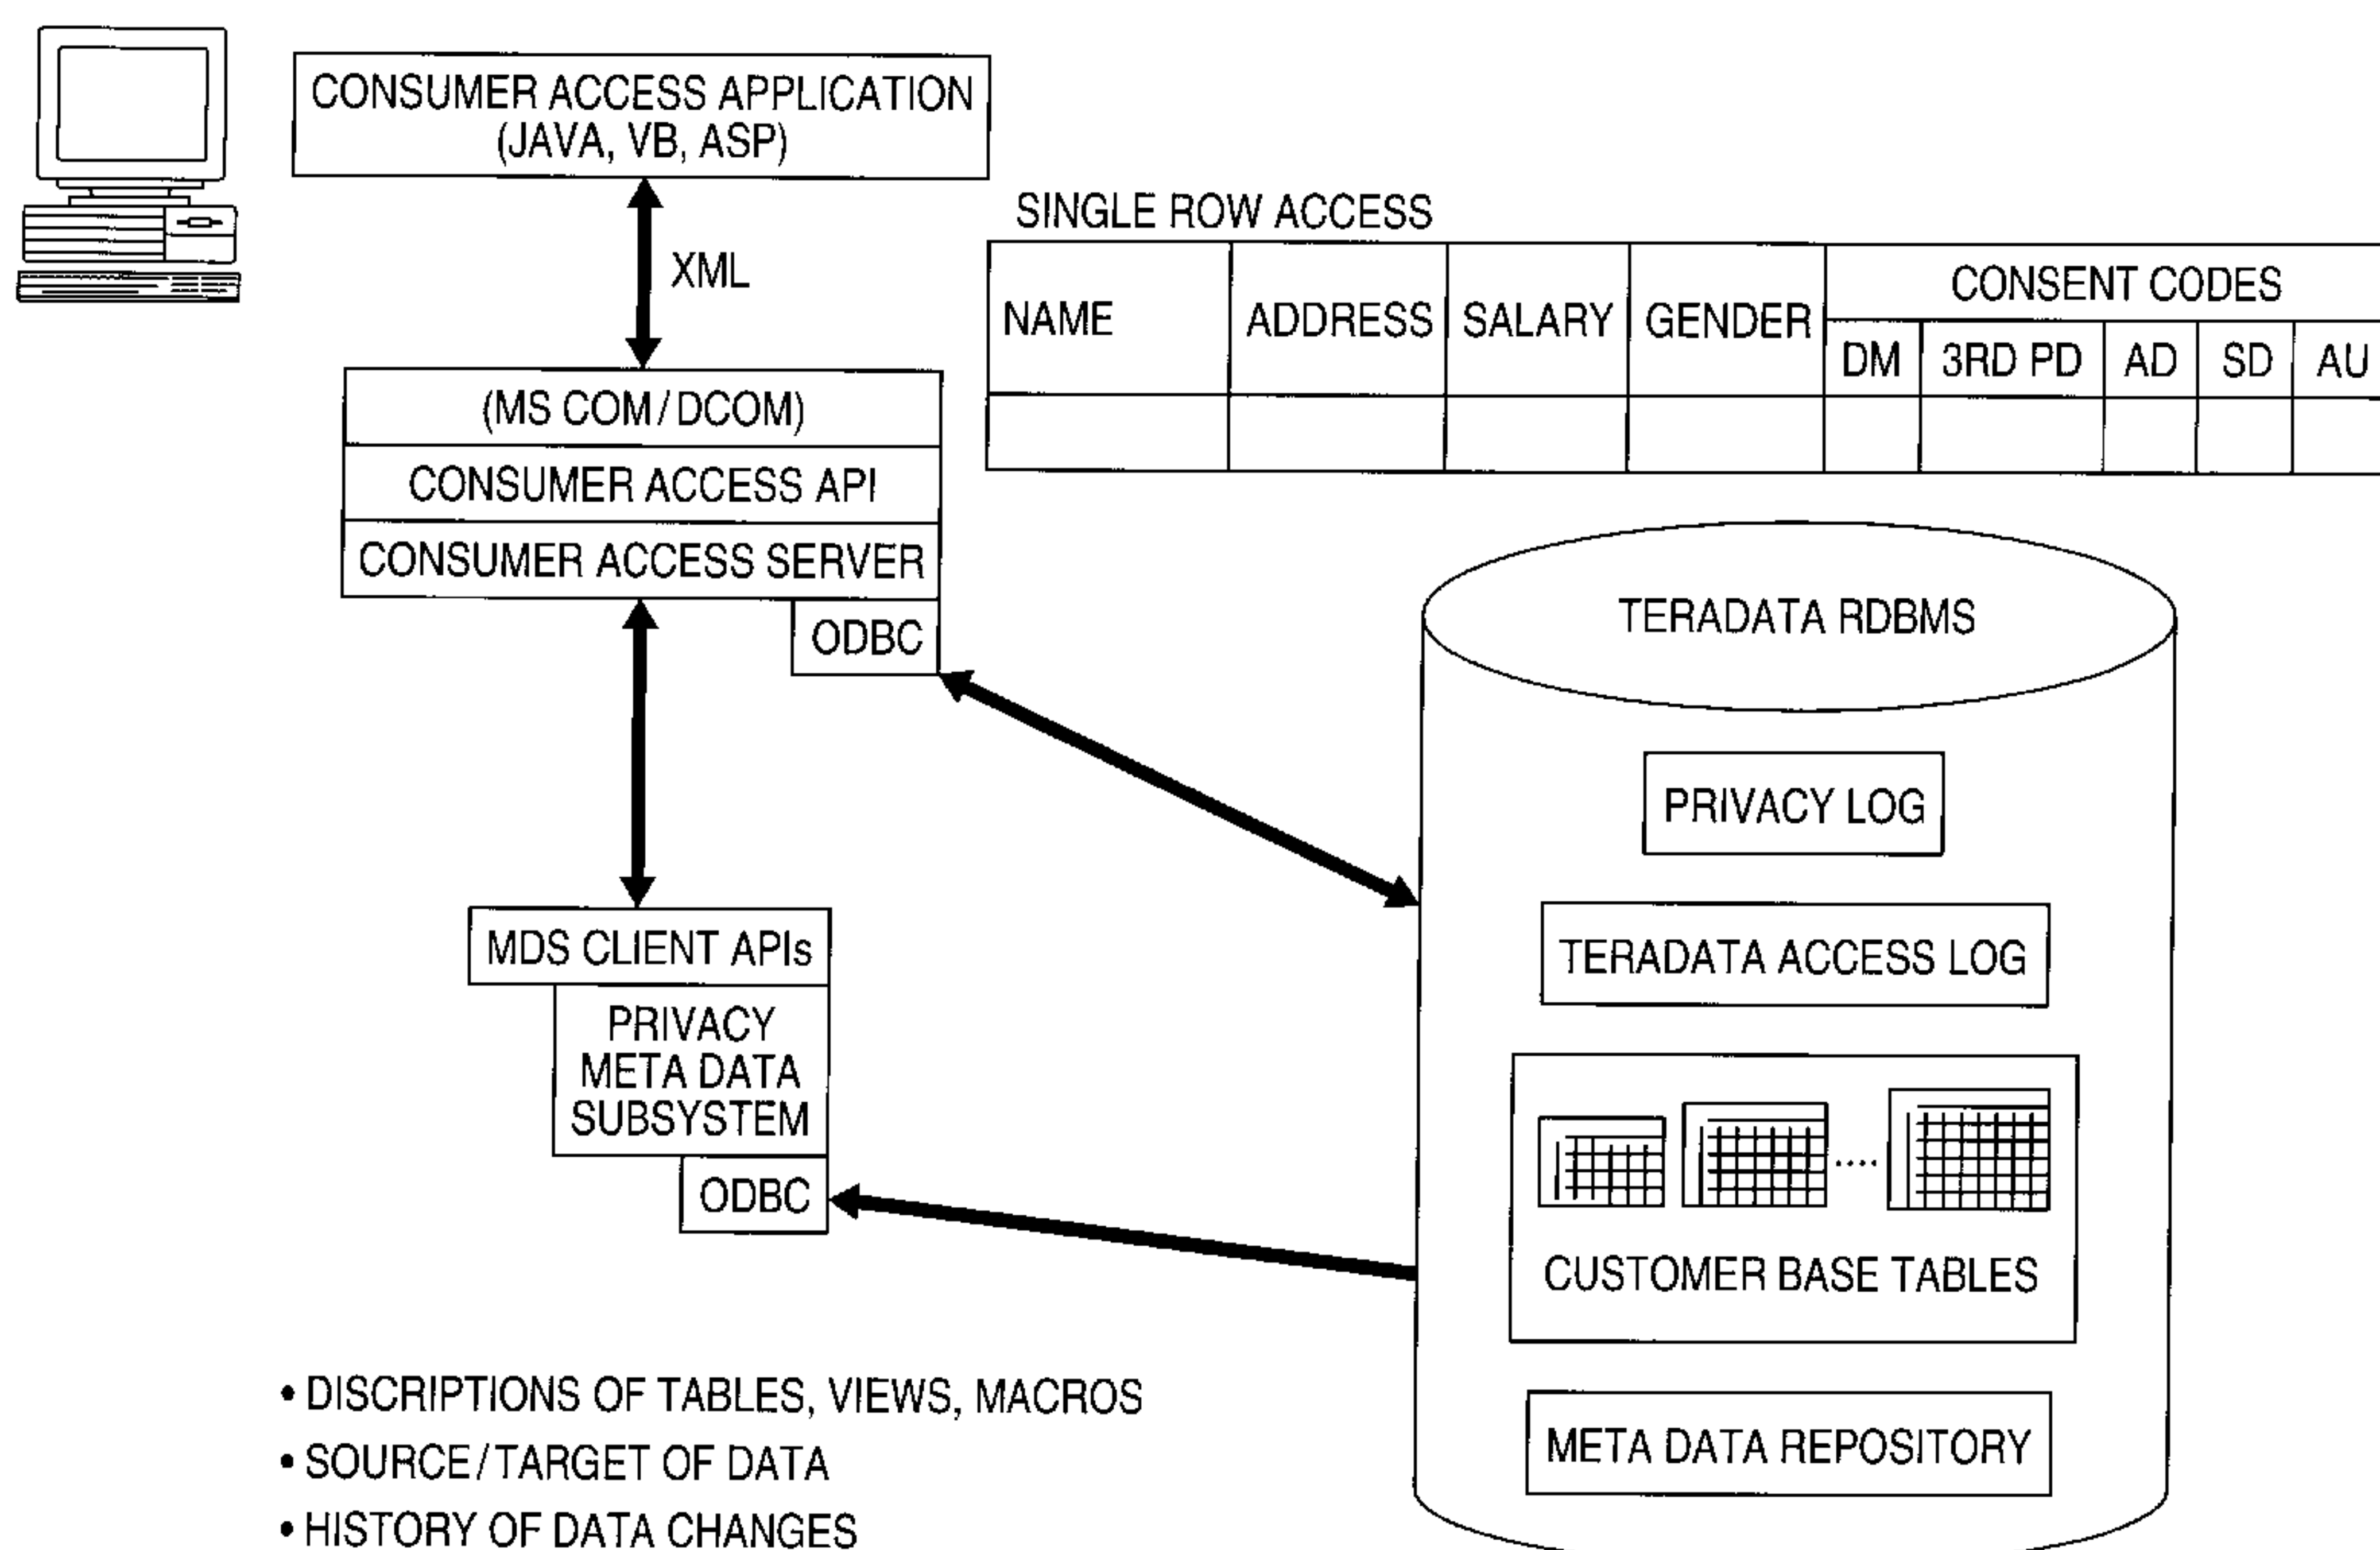 CONSUMER ACCESS APPLICATION
(JAVA, VB, ASP)
XML
SINGLE ROW ACCESS
NAME
ADDRESS
SALARY
GENDER
CONSENT CODES
DM
3RD PD
AD
SD
AU
(MS COM/DCOM)
CONSUMER ACCESS API
CONSUMER ACCESS SERVER
ODBC
TERADATA RDBMS
PRIVACY LOG
TERADATA ACCESS LOG
CUSTOMER BASE TABLES
META DATA REPOSITORY
MDS CLIENT APIs
PRIVACY
META DATA
SUBSYSTEM
ODBC
• DISCRIPTIONS OF TABLES, VIEWS, MACROS
• SOURCE/TARGET OF DATA
• HISTORY OF DATA CHANGES